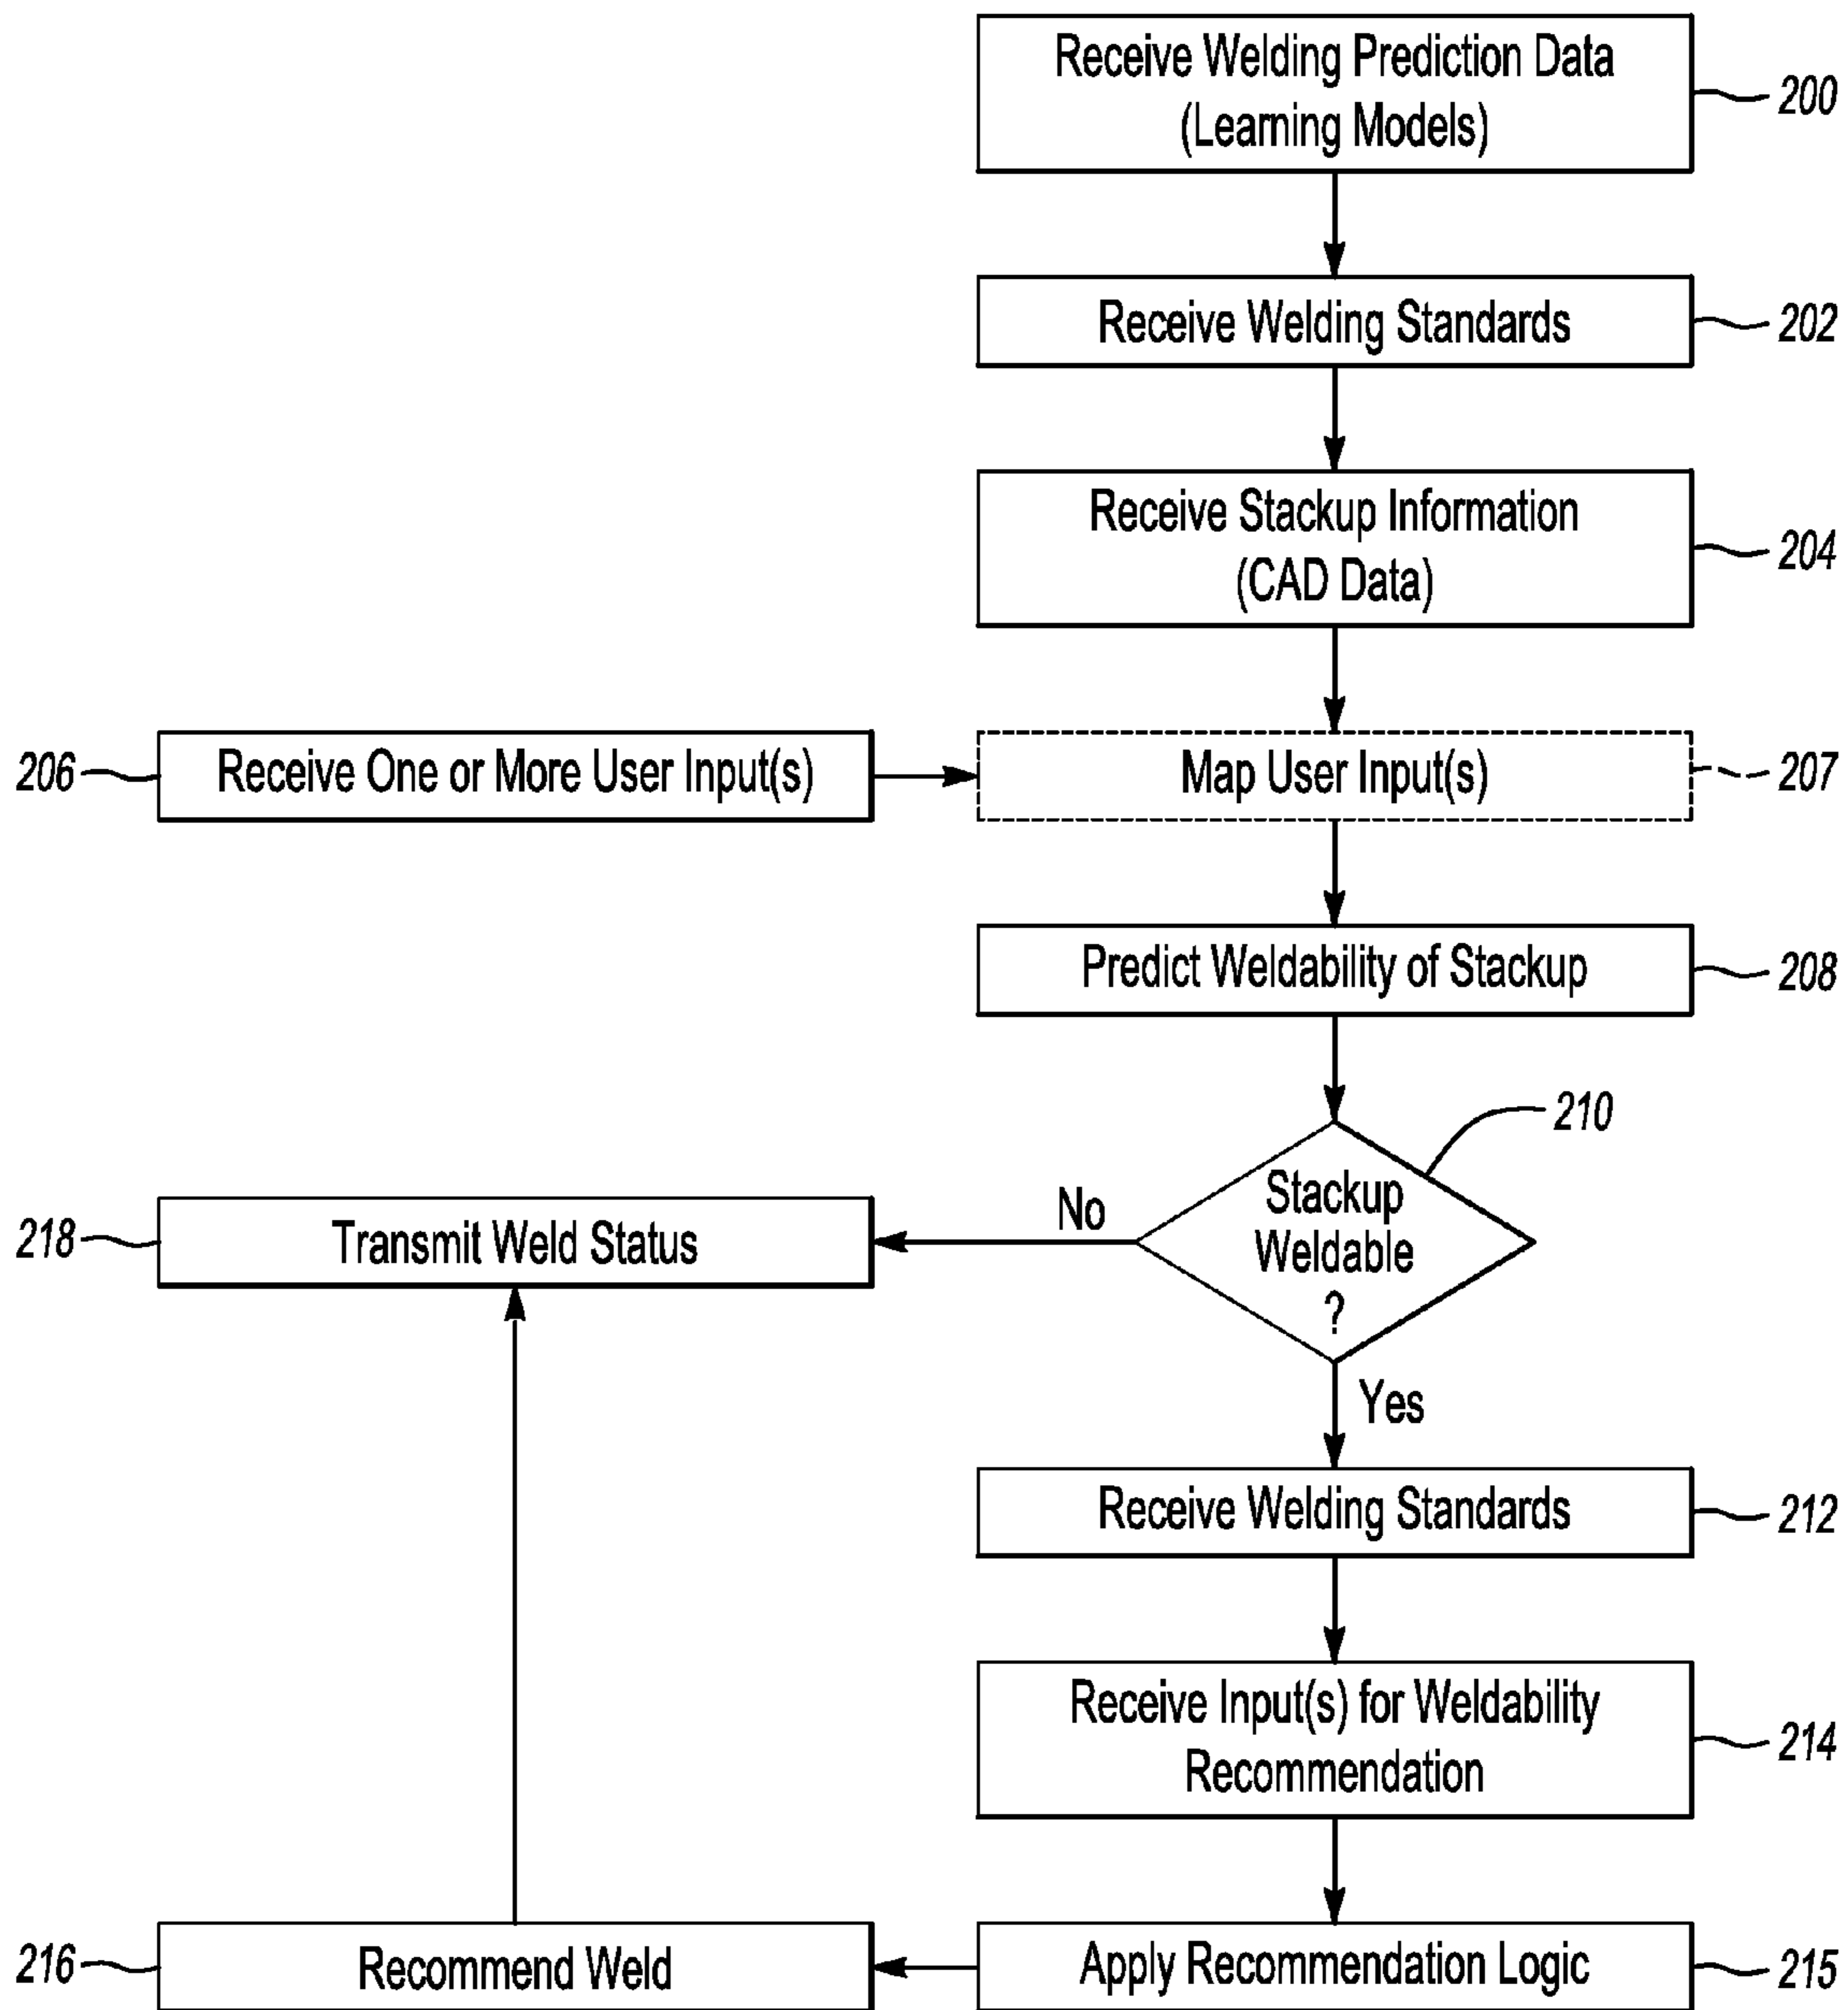 Receive Welding Prediction Data
(Learning Models)
200
Receive Welding Standards
202
Receive Stackup Information
(CAD Data)
204
206
Receive One or More User Input(s)
Map User Input(s)
207
Predict Weldability of Stackup
208
210
218
Transmit Weld Status
No
Stackup
Weldable
?
Yes
Receive Welding Standards
212
Receive Input(s) for Weldability
Recommendation
214
216
Recommend Weld
Apply Recommendation Logic
215